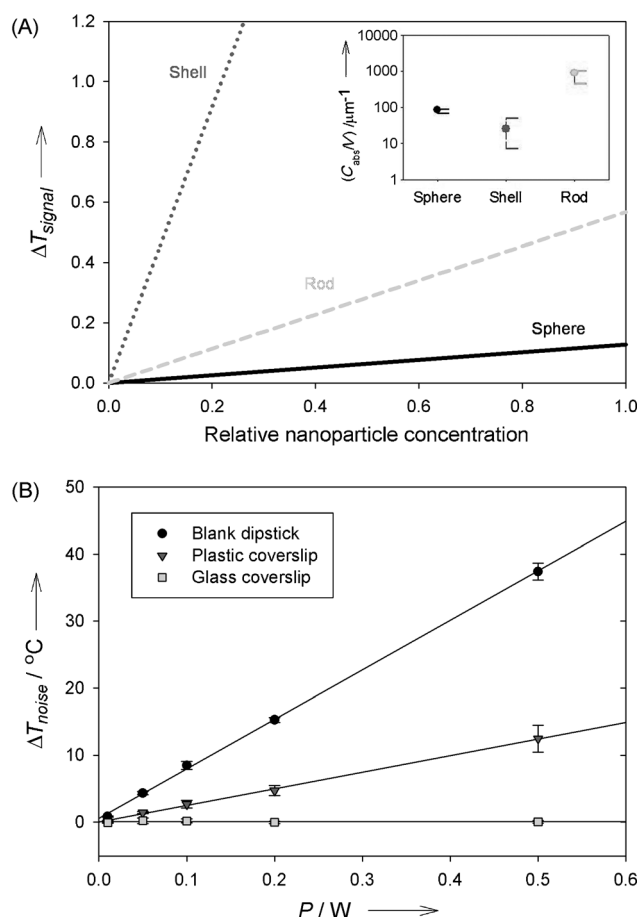 (A)
1.2
1.0
0.8
0.6
0.4
0.2
0.0
ΔT_signal
Shell
Rod
Sphere
(C_abs/V) /μm⁻¹
1000
100
10
1
Sphere Shell Rod
0.0 0.2 0.4 0.6 0.8 1.0
Relative nanoparticle concentration
(B)
50
40
30
20
10
0
ΔT_noise / °C
Blank dipstick
Plastic coverslip
Glass coverslip
0.0 0.1 0.2 0.3 0.4 0.5 0.6
P / W